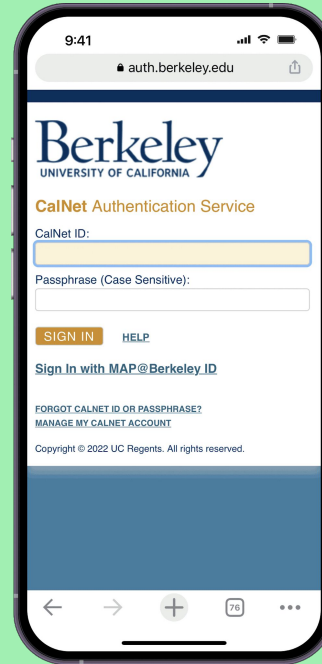 9:41
auth.berkeley.edu
Berkeley
UNIVERSITY OF CALIFORNIA
CalNet Authentication Service
CalNet ID:
Passphrase (Case Sensitive):
SIGN IN HELP
Sign In with MAP@Berkeley ID
FORGOT CALNET ID OR PASSPHRASE?
MANAGE MY CALNET ACCOUNT
Copyright © 2022 UC Regents. All rights reserved.
76